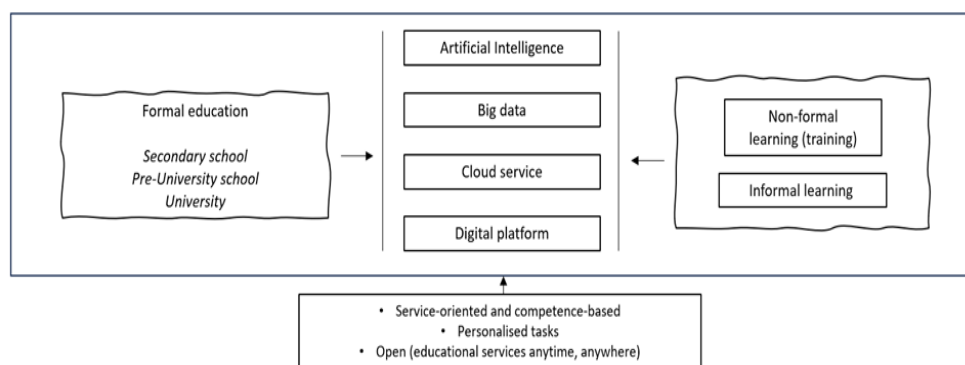 Formal education
Secondary school
Pre-University school
University
Artificial Intelligence
Big data
Cloud service
Digital platform
Non-formal
learning (training)
Informal learning
• Service-oriented and competence-based
• Personalised tasks
• Open (educational services anytime, anywhere)